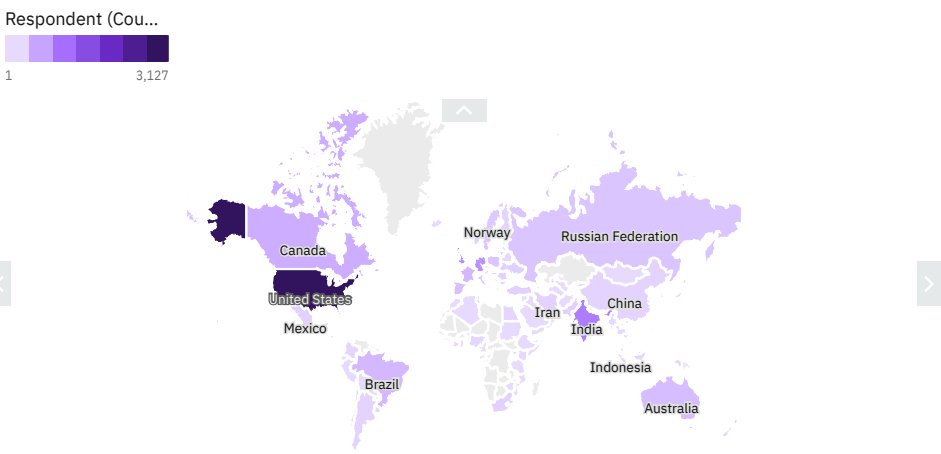 Respondent (Cou...
1 3,127
Norway
Russian Federation
Canada
United States
China
Iran
Mexico
India
Indonesia
Brazil
Australia